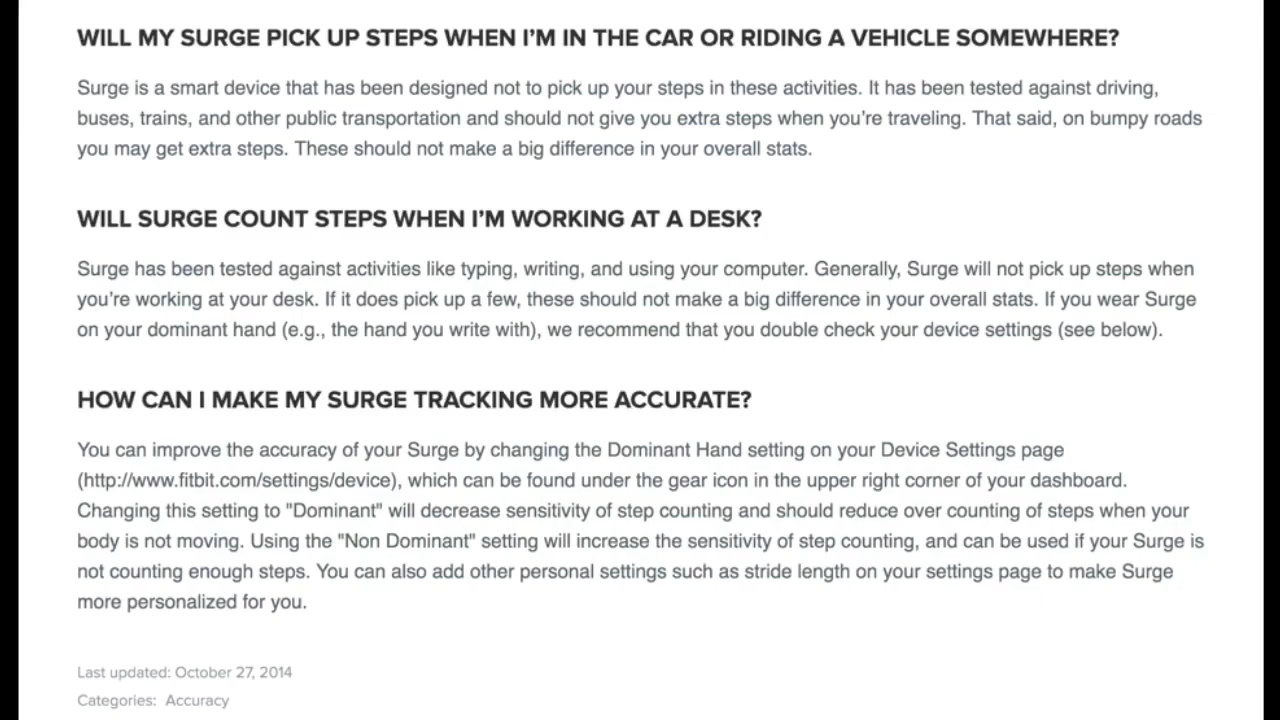 WILL MY SURGE PICK UP STEPS WHEN I’M IN THE CAR OR RIDING A VEHICLE SOMEWHERE?
Surge is a smart device that has been designed not to pick up your steps in these activities. It has been tested against driving,
buses, trains, and other public transportation and should not give you extra steps when you’re traveling. That said, on bumpy roads
you may get extra steps. These should not make a big difference in your overall stats.
WILL SURGE COUNT STEPS WHEN I’M WORKING AT A DESK?
Surge has been tested against activities like typing, writing, and using your computer. Generally, Surge will not pick up steps when
you’re working at your desk. If it does pick up a few, these should not make a big difference in your overall stats. If you wear Surge
on your dominant hand (e.g., the hand you write with), we recommend that you double check your device settings (see below).
HOW CAN I MAKE MY SURGE TRACKING MORE ACCURATE?
You can improve the accuracy of your Surge by changing the Dominant Hand setting on your Device Settings page
(http://www.fitbit.com/settings/device), which can be found under the gear icon in the upper right corner of your dashboard.
Changing this setting to "Dominant" will decrease sensitivity of step counting and should reduce over counting of steps when your
body is not moving. Using the "Non Dominant" setting will increase the sensitivity of step counting, and can be used if your Surge is
not counting enough steps. You can also add other personal settings such as stride length on your settings page to make Surge
more personalized for you.
Last updated: October 27, 2014
Categories: Accuracy